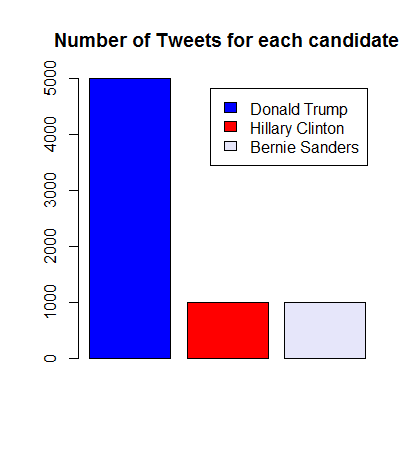 Number of Tweets for each candidate
5000
4000
3000
2000
1000
0
Donald Trump
Hillary Clinton
Bernie Sanders